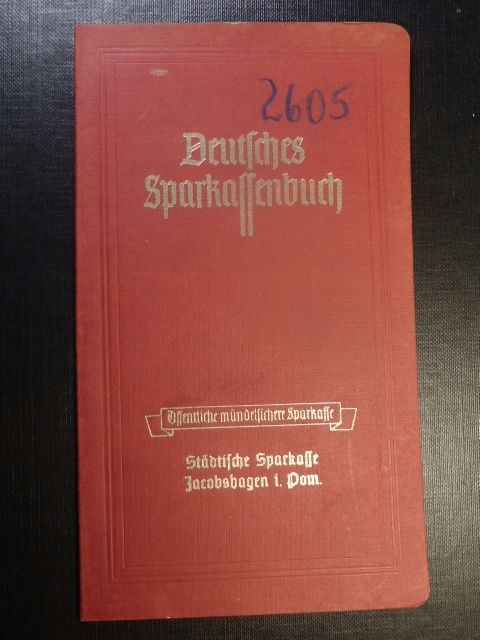 2605
Deutsches
Sparkassenbuch
Öffentliche mündelsichere Sparkasse
Städtische Sparkasse
Jacobshagen i. Pom.